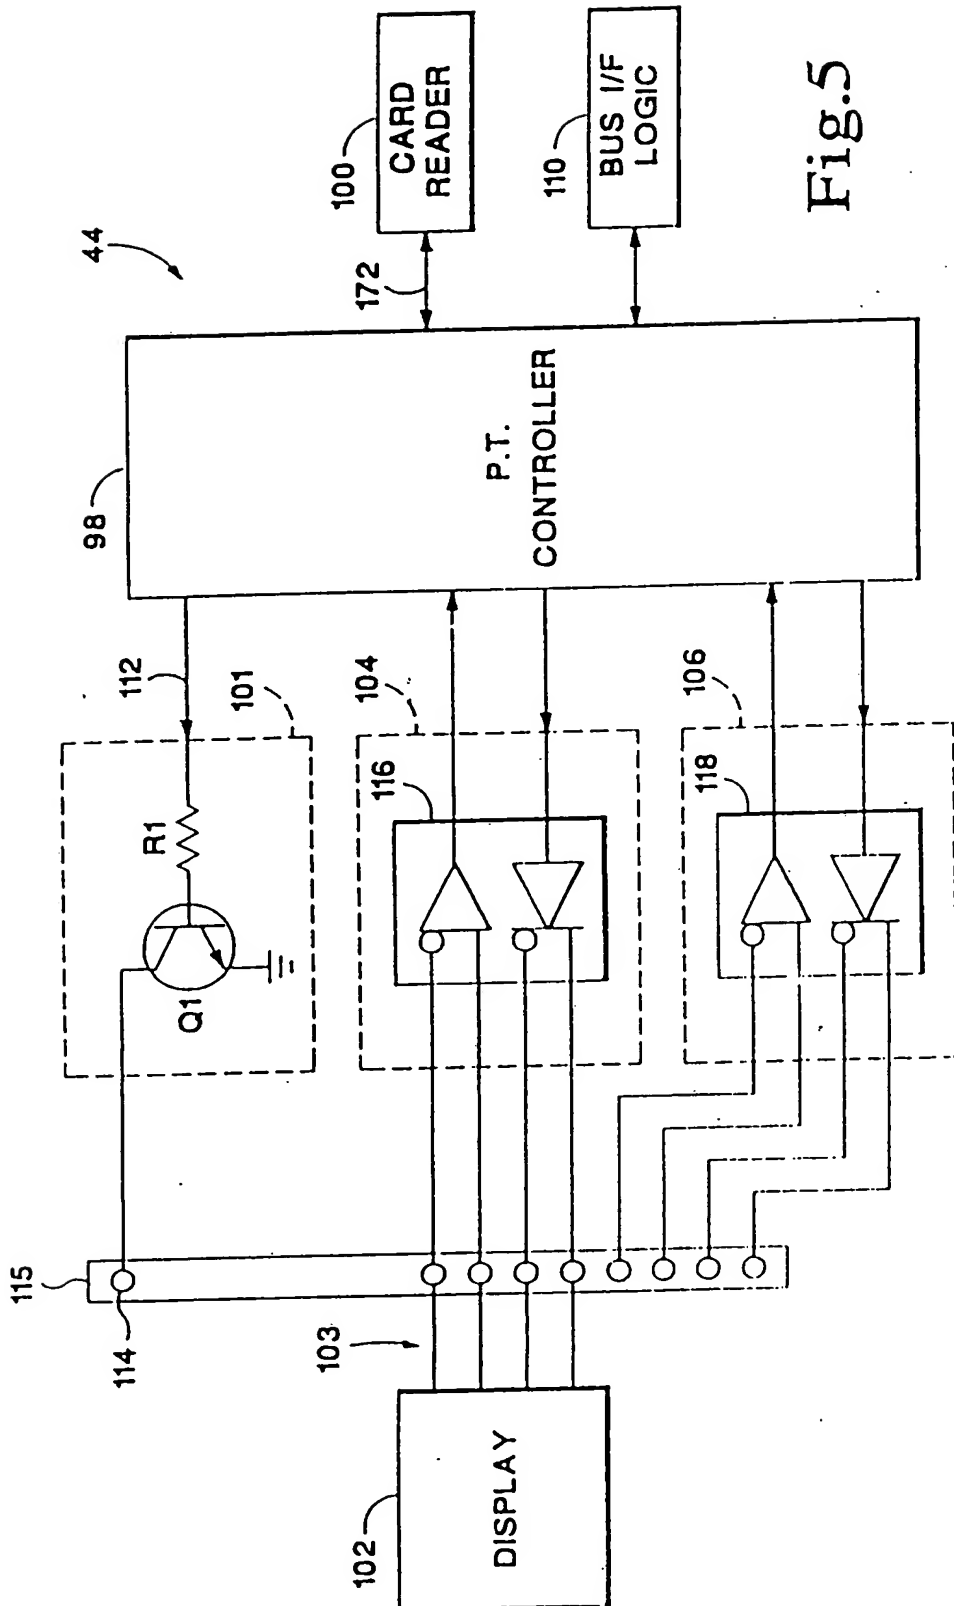 44
98
P.T.
CONTROLLER
100
CARD
READER
172
110
BUS I/F
LOGIC
112
101
R1
Q1
104
116
106
118
115
114
103
102
DISPLAY
Fig.5